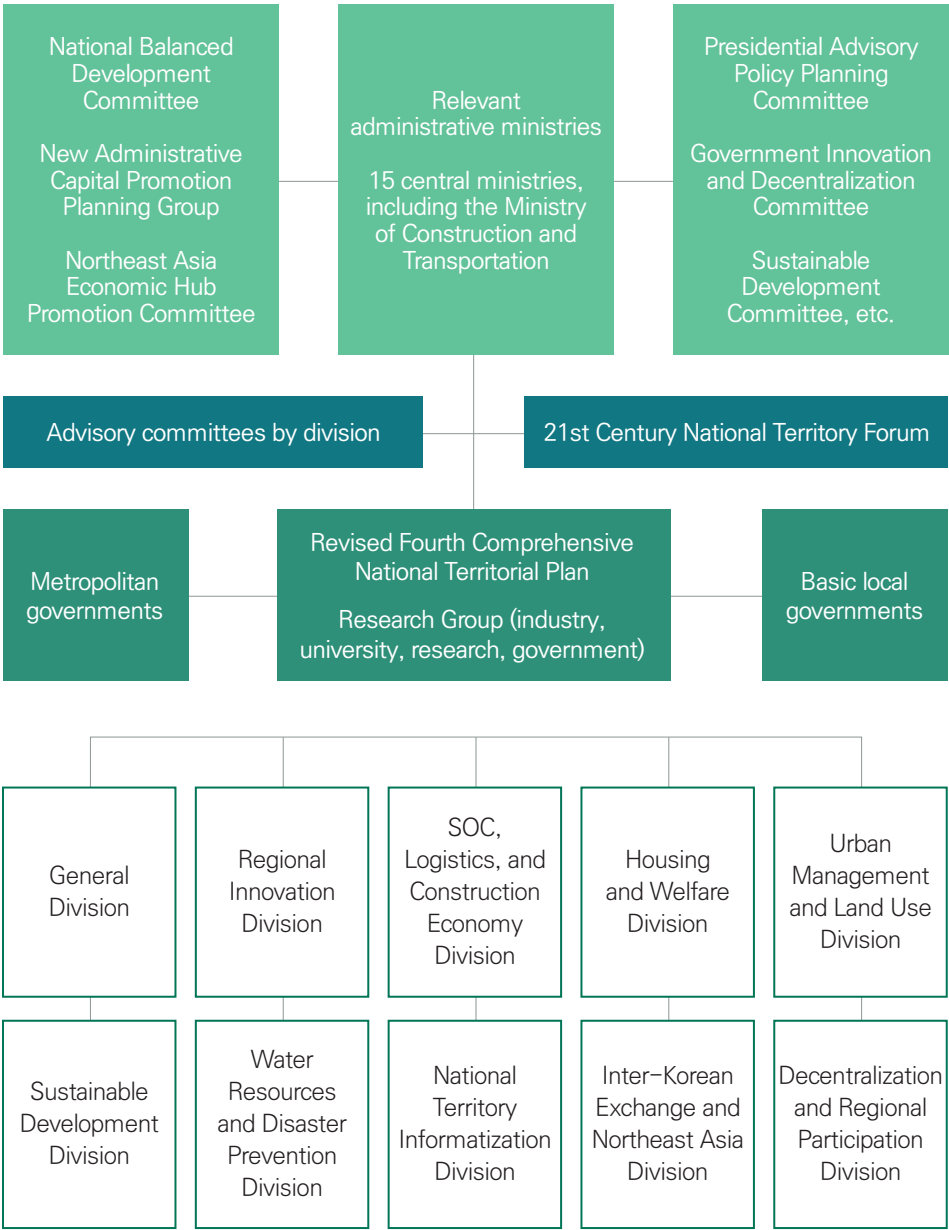 National Balanced
Development
Committee
New Administrative
Capital Promotion
Planning Group
Northeast Asia
Economic Hub
Promotion Committee
Relevant
administrative ministries
15 central ministries,
including the Ministry
of Construction and
Transportation
Presidential Advisory
Policy Planning
Committee
Government Innovation
and Decentralization
Committee
Sustainable
Development
Committee, etc.
Advisory committees by division
21st Century National Territory Forum
Metropolitan
governments
Revised Fourth Comprehensive
National Territorial Plan
Research Group (industry,
university, research, government)
Basic local
governments
General
Division
Regional
Innovation
Division
SOC,
Logistics, and
Construction
Economy
Division
Housing
and Welfare
Division
Urban
Management
and Land Use
Division
Sustainable
Development
Division
Water
Resources
and Disaster
Prevention
Division
National
Territory
Informatization
Division
Inter-Korean
Exchange and
Northeast Asia
Division
Decentralization
and Regional
Participation
Division